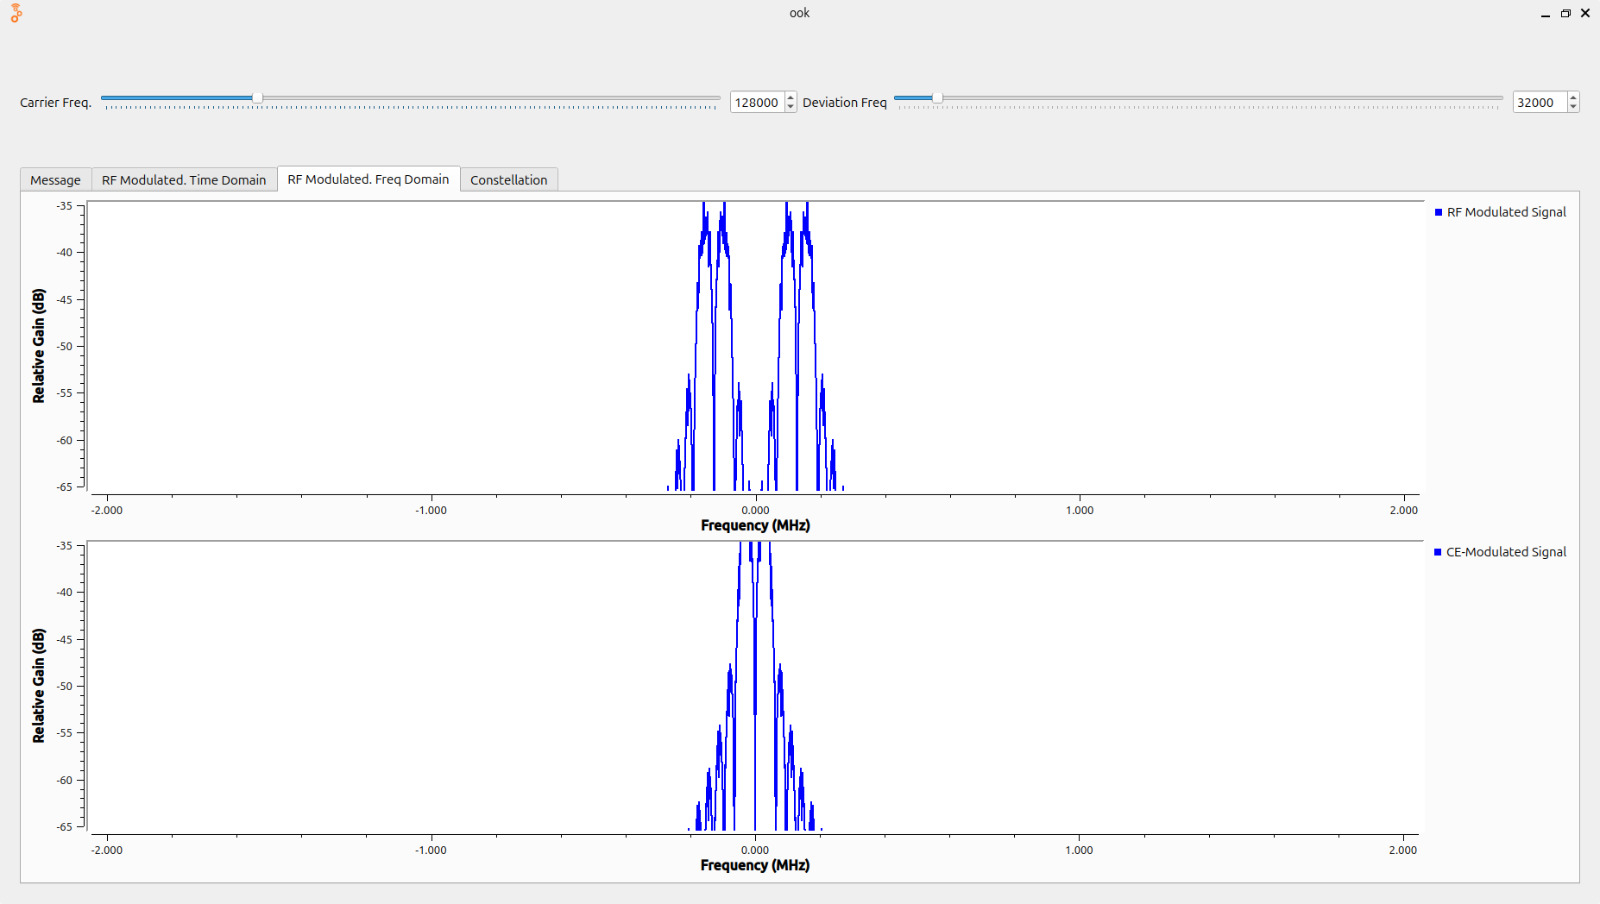 ook
Carrier Freq. 128000 Deviation Freq 32000
Message RF Modulated. Time Domain RF Modulated. Freq Domain Constellation
RF Modulated Signal
Relative Gain (dB)
-35
-40
-45
-50
-55
-60
-65
-2.000 -1.000 0.000 1.000 2.000
Frequency (MHz)
CE-Modulated Signal
Relative Gain (dB)
-35
-40
-45
-50
-55
-60
-65
-2.000 -1.000 0.000 1.000 2.000
Frequency (MHz)